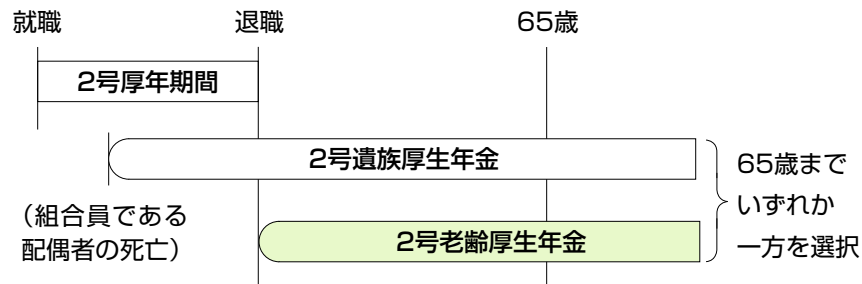 就職
退職
65歳
2号厚年期間
2号遺族厚生年金
（組合員である
配偶者の死亡）
2号老齢厚生年金
65歳まで
いずれか
一方を選択